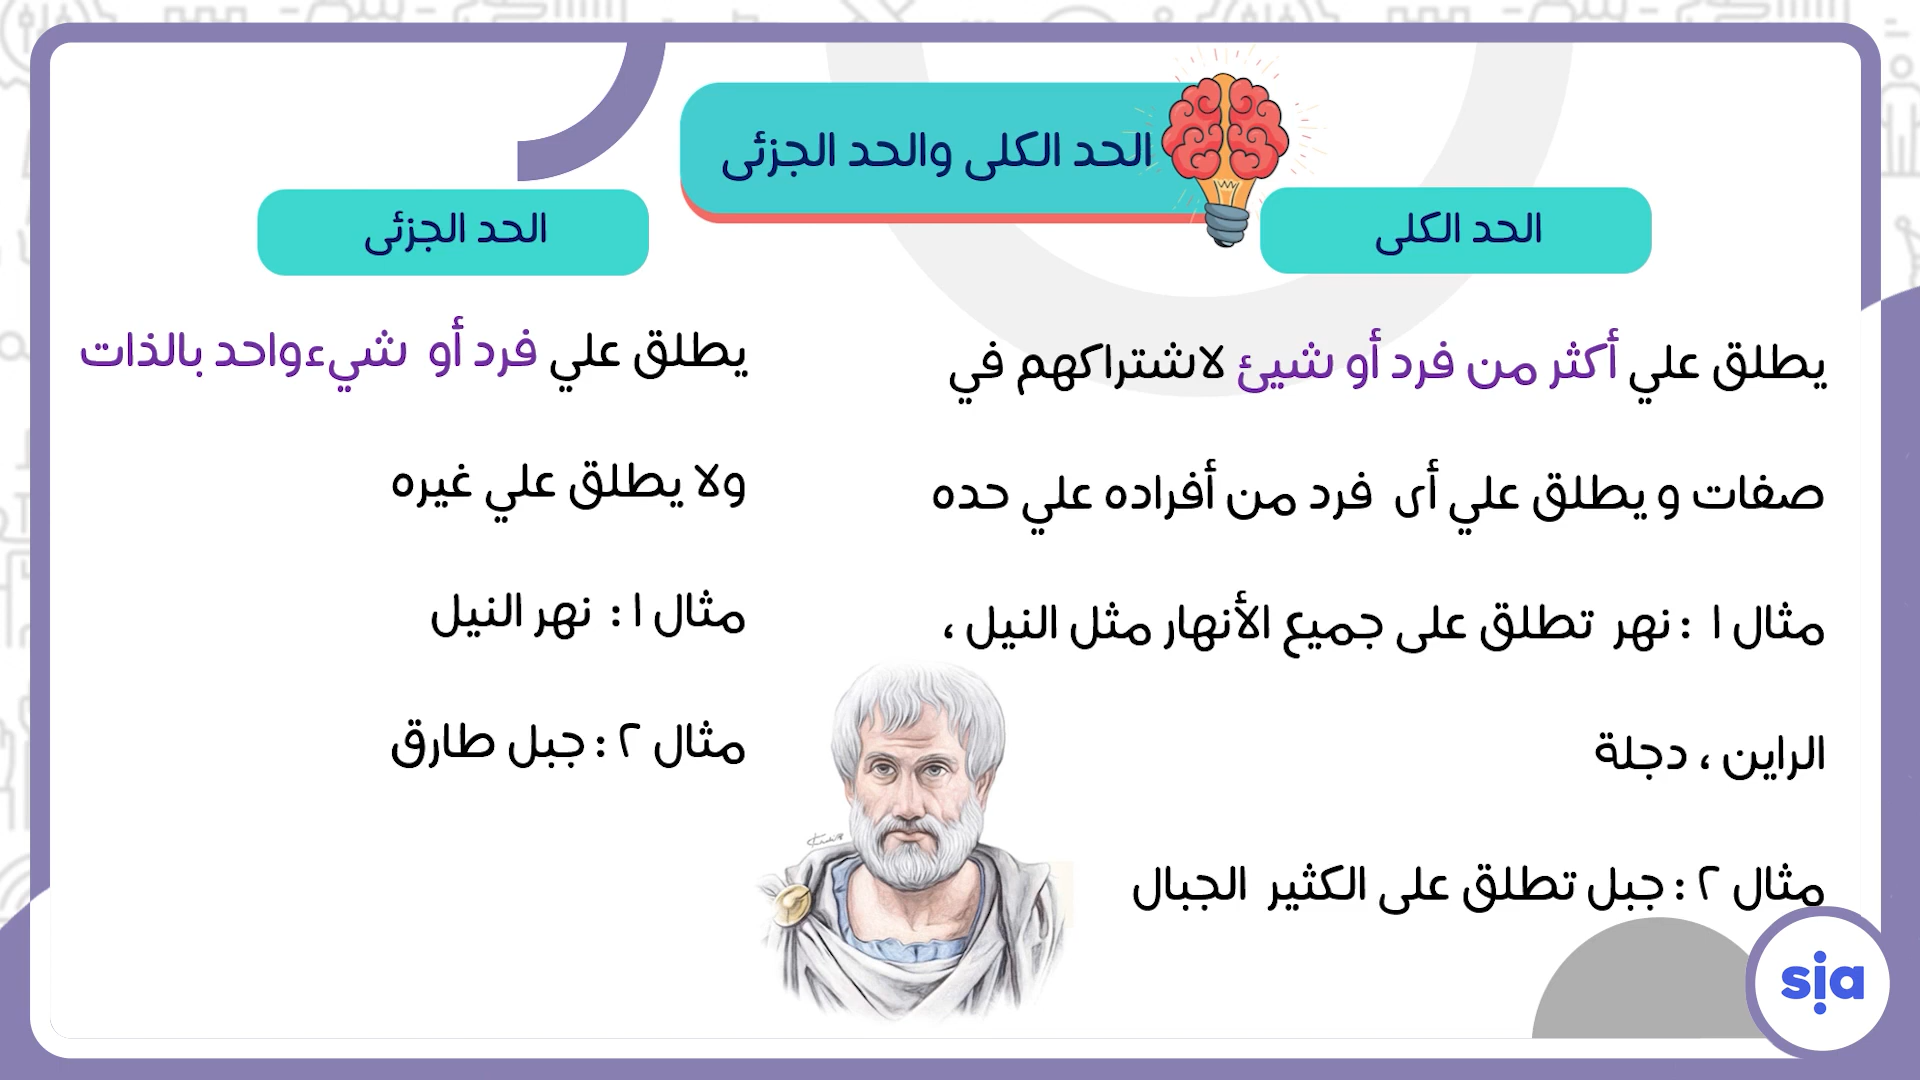 الحد الكلى والحد الجزئى
الحد الكلى
يطلق علي أكثر من فرد أو شيئ لاشتراكهم في
صفات و يطلق علي أى فرد من أفراده علي حده
مثال ١ : نهر تطلق على جميع الأنهار مثل النيل ،
الراين ، دجلة
مثال ٢ : جبل تطلق على الكثير الجبال
الحد الجزئى
يطلق علي فرد أو شيءواحد بالذات
ولا يطلق علي غيره
مثال ١ : نهر النيل
مثال ٢ : جبل طارق
sia